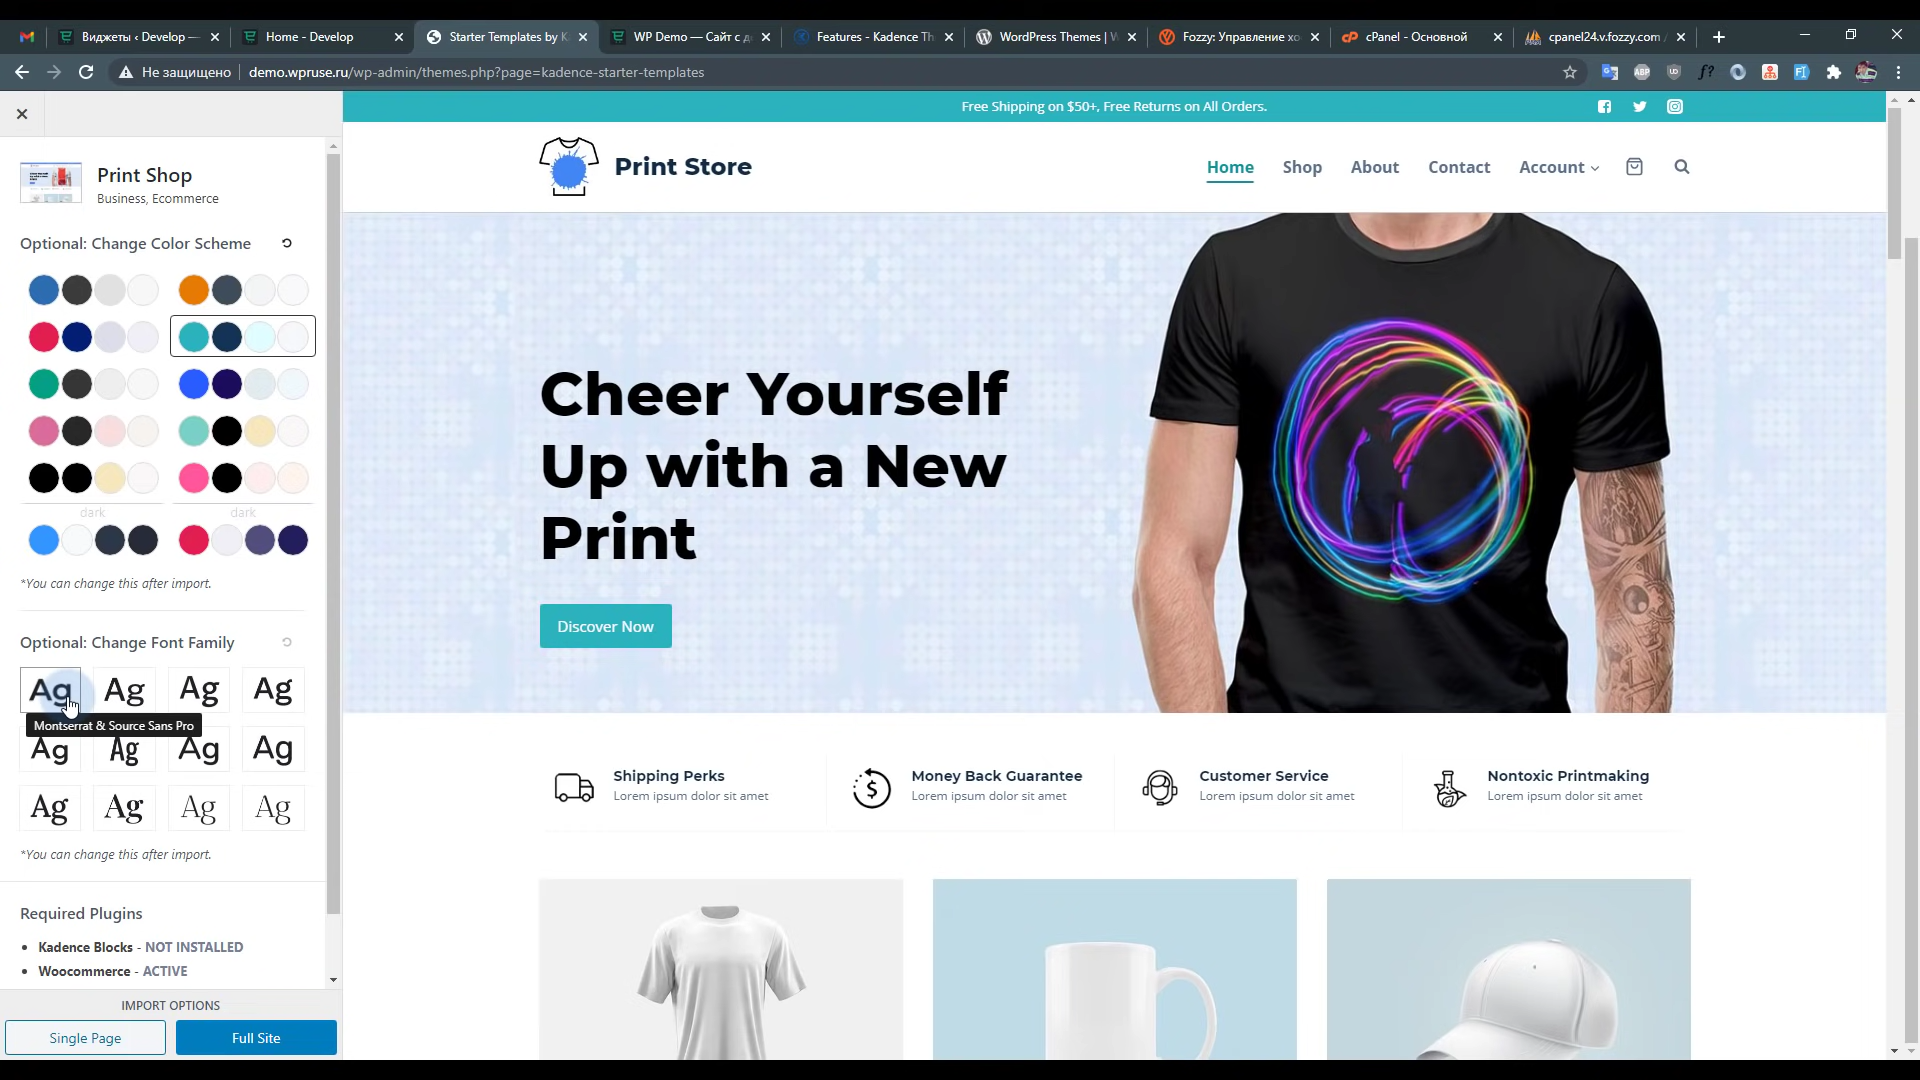 Виджеты ‹ Develop —
Home - Develop
Starter Templates by K
WP Demo — Сайт с д
Features - Kadence Th
WordPress Themes | W
Fozzy: Управление хо
cPanel - Основной
cpanel24.v.fozzy.com /
Не защищено
demo.wpruse.ru/wp-admin/themes.php?page=kadence-starter-templates
Print Shop
Business, Ecommerce
Optional: Change Color Scheme
dark
dark
*You can change this after import.
Optional: Change Font Family
Ag Ag Ag Ag
Montserrat & Source Sans Pro
Ag Ag Ag Ag
Ag Ag Ag Ag
*You can change this after import.
Required Plugins
Kadence Blocks - NOT INSTALLED
Woocommerce - ACTIVE
IMPORT OPTIONS
Single Page
Full Site
Free Shipping on $50+, Free Returns on All Orders.
Print Store
Home
Shop
About
Contact
Account
Cheer Yourself
Up with a New
Print
Discover Now
Shipping Perks
Lorem ipsum dolor sit amet
Money Back Guarantee
Lorem ipsum dolor sit amet
Customer Service
Lorem ipsum dolor sit amet
Nontoxic Printmaking
Lorem ipsum dolor sit amet